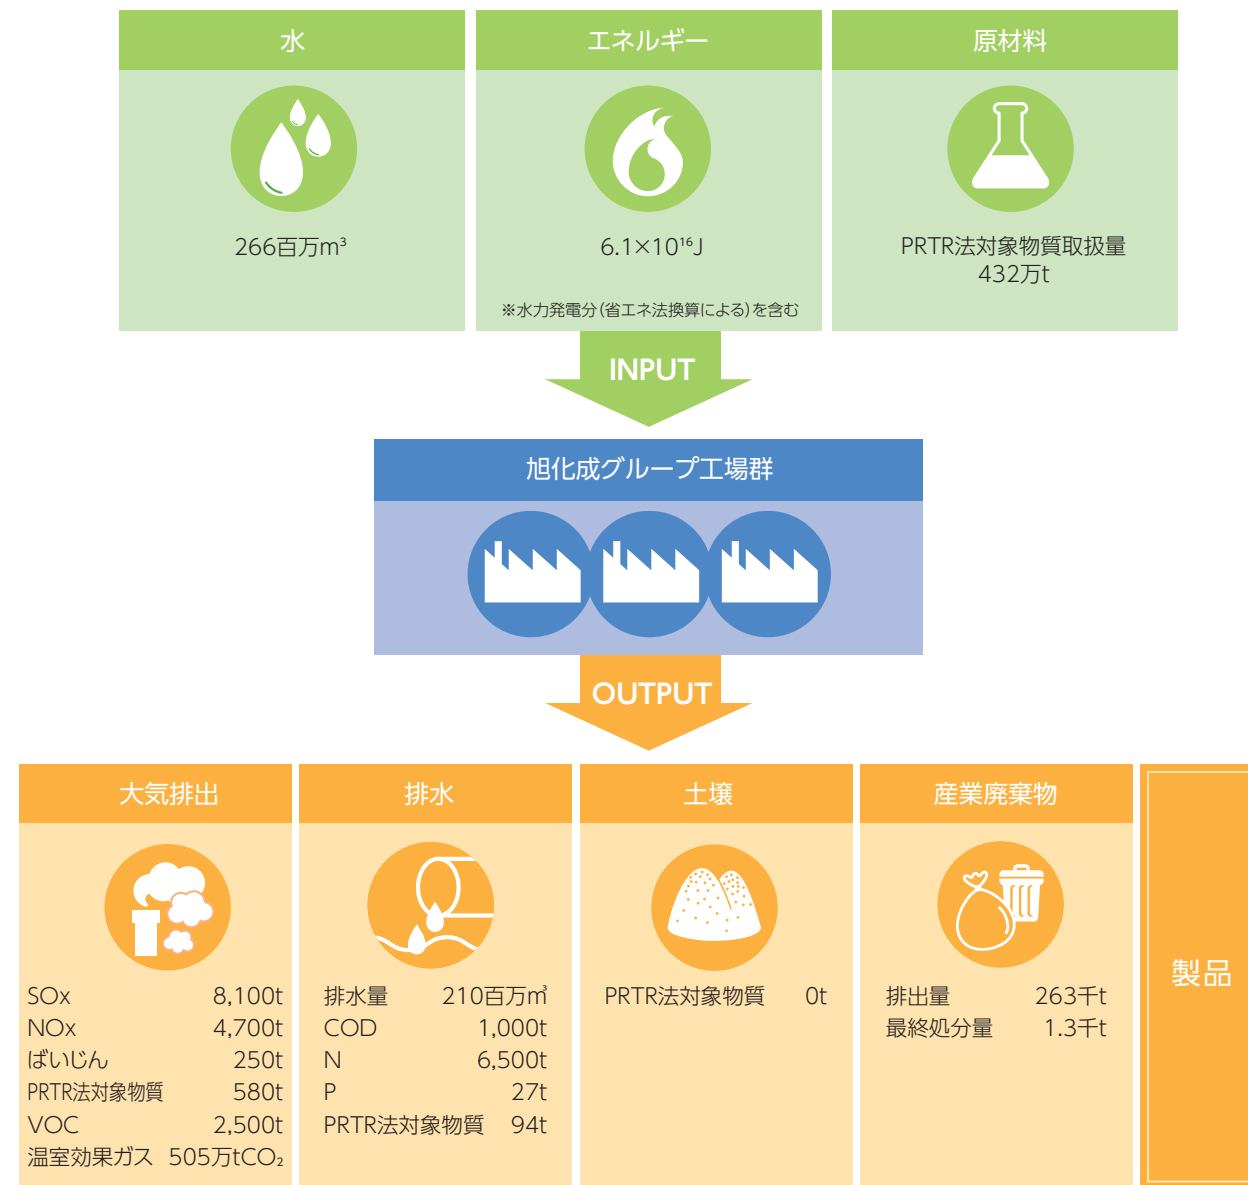 水
266百万m³
エネルギー
6.1×10¹⁶J
※水力発電分(省エネ法換算による)を含む
原材料
PRTR法対象物質取扱量
432万t
INPUT
旭化成グループ工場群
OUTPUT
大気排出
SOx 8,100t
NOx 4,700t
ばいじん 250t
PRTR法対象物質 580t
VOC 2,500t
温室効果ガス 505万tCO₂
排水
排水量 210百万㎥
COD 1,000t
N 6,500t
P 27t
PRTR法対象物質 94t
土壌
PRTR法対象物質 0t
産業廃棄物
排出量 263千t
最終処分量 1.3千t
製品